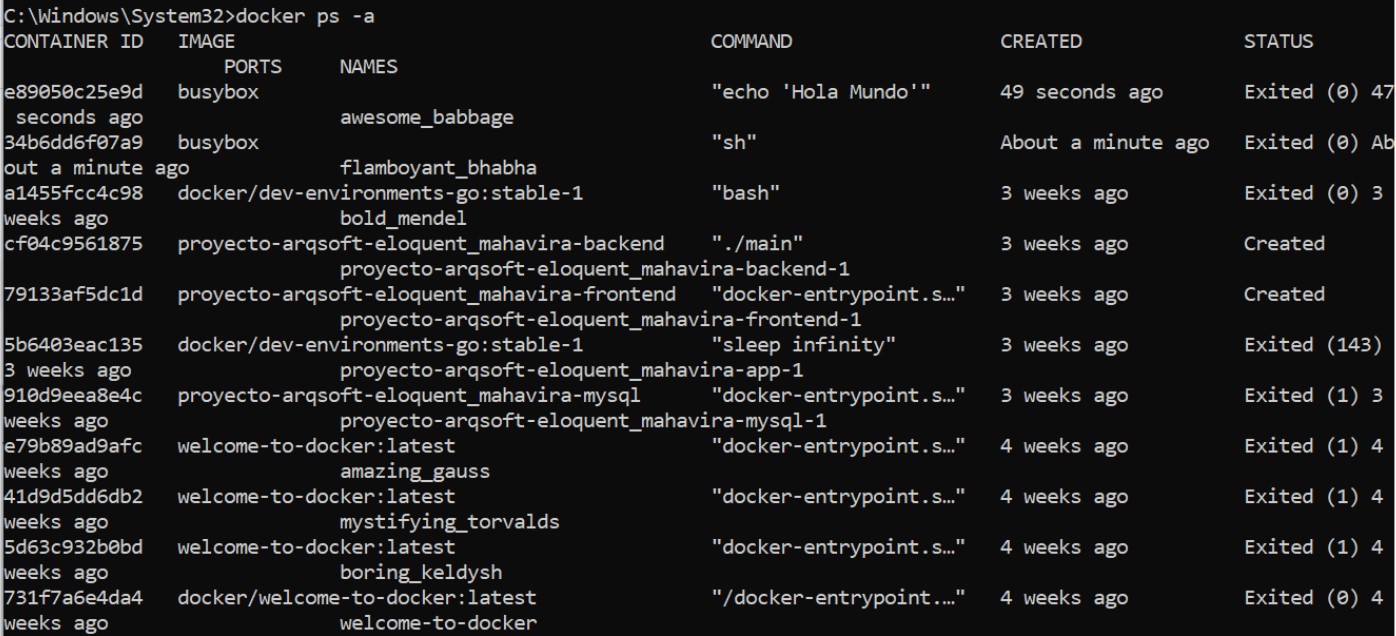 C:\Windows\System32>docker ps -a
CONTAINER ID   IMAGE                                         COMMAND                  CREATED              STATUS
                   PORTS     NAMES
e89050c25e9d   busybox                                       "echo 'Hola Mundo'"      49 seconds ago       Exited (0) 47
 seconds ago                 awesome_babbage
34b6dd6f07a9   busybox                                       "sh"                     About a minute ago   Exited (0) Ab
out a minute ago             flamboyant_bhabha
a1455fcc4c98   docker/dev-environments-go:stable-1           "bash"                   3 weeks ago          Exited (0) 3
weeks ago                    bold_mendel
cf04c9561875   proyecto-arqsoft-eloquent_mahavira-backend    "./main"                 3 weeks ago          Created
                             proyecto-arqsoft-eloquent_mahavira-backend-1
79133af5dc1d   proyecto-arqsoft-eloquent_mahavira-frontend   "docker-entrypoint.s…"   3 weeks ago          Created
                             proyecto-arqsoft-eloquent_mahavira-frontend-1
5b6403eac135   docker/dev-environments-go:stable-1           "sleep infinity"         3 weeks ago          Exited (143)
3 weeks ago                  proyecto-arqsoft-eloquent_mahavira-app-1
910d9eea8e4c   proyecto-arqsoft-eloquent_mahavira-mysql      "docker-entrypoint.s…"   3 weeks ago          Exited (1) 3
weeks ago                    proyecto-arqsoft-eloquent_mahavira-mysql-1
e79b89ad9afc   welcome-to-docker:latest                      "docker-entrypoint.s…"   4 weeks ago          Exited (1) 4
weeks ago                    amazing_gauss
41d9d5dd6db2   welcome-to-docker:latest                      "docker-entrypoint.s…"   4 weeks ago          Exited (1) 4
weeks ago                    mystifying_torvalds
5d63c932b0bd   welcome-to-docker:latest                      "docker-entrypoint.s…"   4 weeks ago          Exited (1) 4
weeks ago                    boring_keldysh
731f7a6e4da4   docker/welcome-to-docker:latest               "/docker-entrypoint.…"   4 weeks ago          Exited (0) 4
weeks ago                    welcome-to-docker